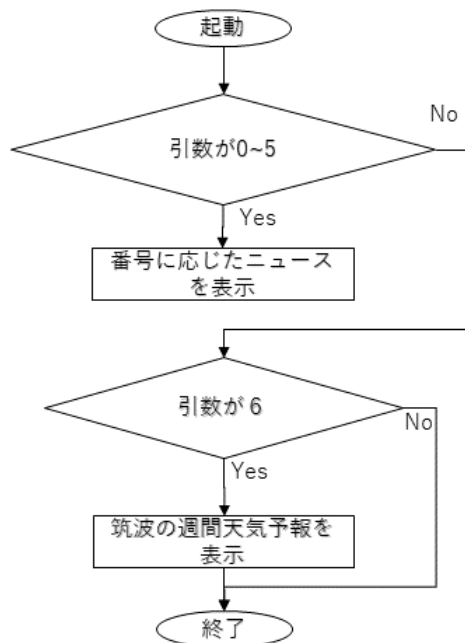 起動
No
引数が0~5
Yes
番号に応じたニュース
を表示
引数が６
No
Yes
筑波の週間天気予報を
表示
終了